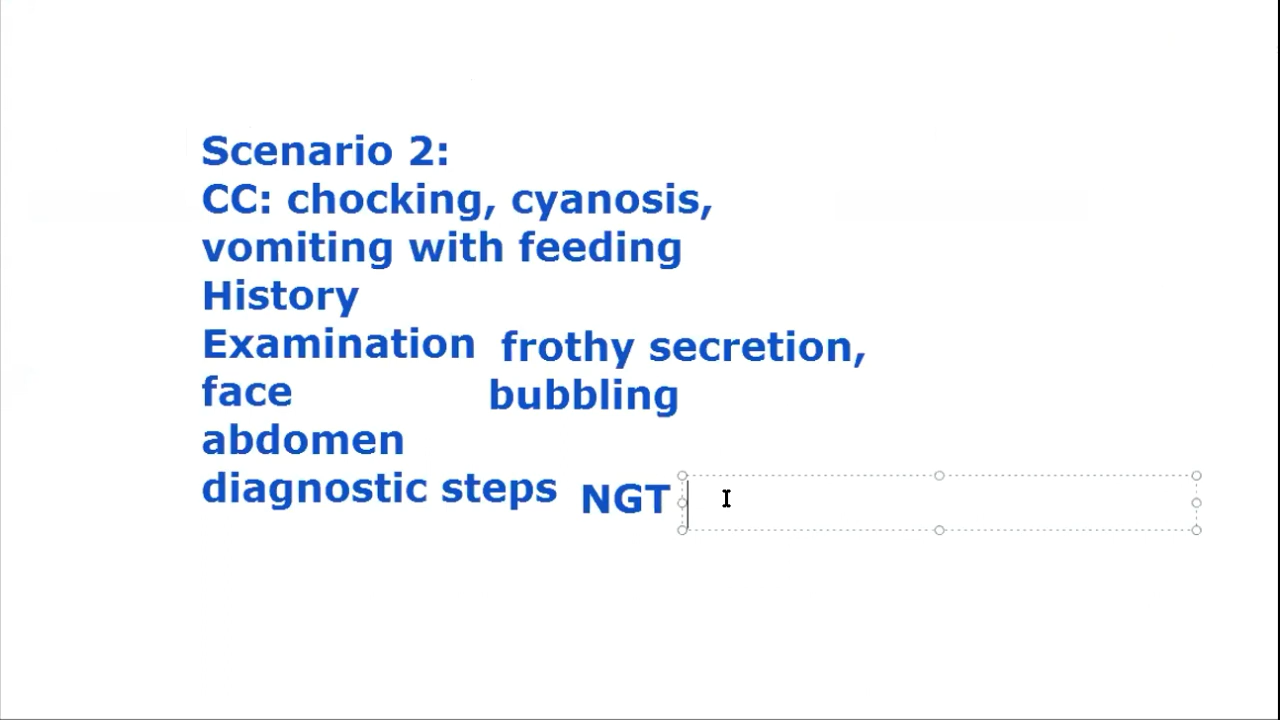 Scenario 2:
CC: chocking, cyanosis,
vomiting with feeding
History
Examination frothy secretion,
face bubbling
abdomen
diagnostic steps NGT